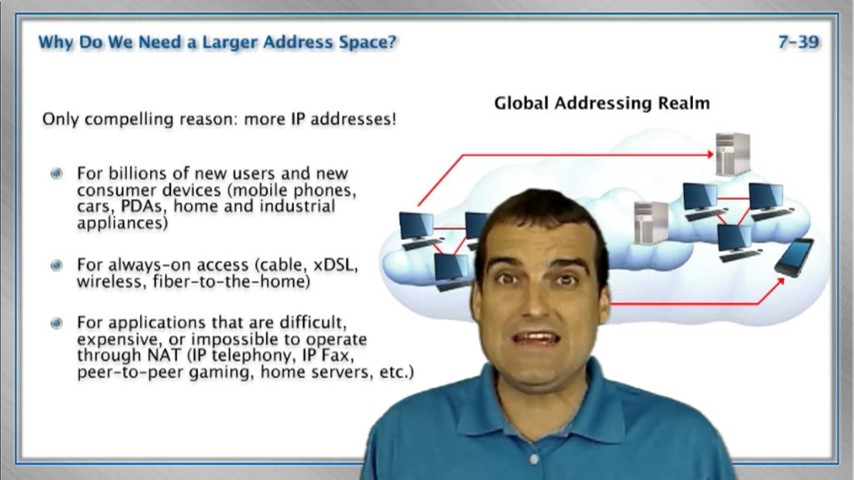 Why Do We Need a Larger Address Space?
7-39
Only compelling reason: more IP addresses!
Global Addressing Realm
For billions of new users and new
consumer devices (mobile phones,
cars, PDAs, home and industrial
appliances)
For always-on access (cable, xDSL,
wireless, fiber-to-the-home)
For applications that are difficult,
expensive, or impossible to operate
through NAT (IP telephony, IP Fax,
peer-to-peer gaming, home servers, etc.)